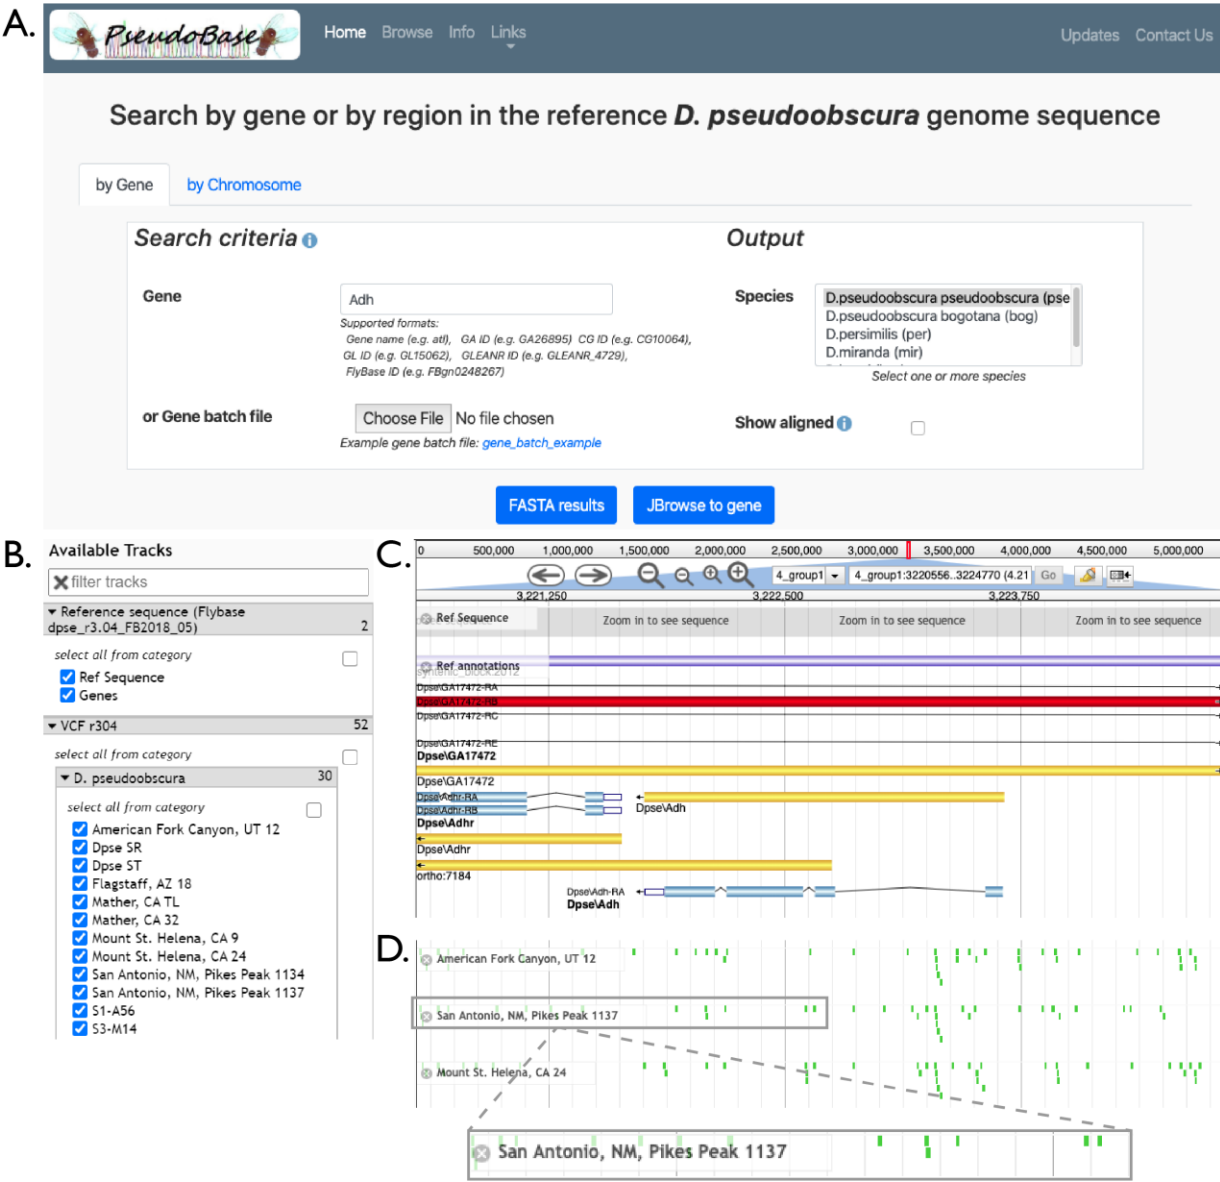 A.
PseudoBase
Home Browse Info Links
Updates Contact Us
Search by gene or by region in the reference D. pseudoobscura genome sequence
by Gene by Chromosome
Search criteria
Output
Gene
Adh
Supported formats:
Gene name (e.g. atl), GA ID (e.g. GA26895) CG ID (e.g. CG10064),
GL ID (e.g. GL15062), GLEANR ID (e.g. GLEANR_4729),
FlyBase ID (e.g. FBgn0248267)
Species
D.pseudoobscura pseudoobscura (pse
D.pseudoobscura bogotana (bog)
D.persimilis (per)
D.miranda (mir)
Select one or more species
or Gene batch file
Choose File No file chosen
Example gene batch file: gene_batch_example
Show aligned
FASTA results
JBrowse to gene
B.
Available Tracks
filter tracks
Reference sequence (Flybase
dpse_r3.04_FB2018_05) 2
select all from category
Ref Sequence
Genes
VCF r304 52
select all from category
D. pseudoobscura 30
select all from category
American Fork Canyon, UT 12
Dpse SR
Dpse ST
Flagstaff, AZ 18
Mather, CA TL
Mather, CA 32
Mount St. Helena, CA 9
Mount St. Helena, CA 24
San Antonio, NM, Pikes Peak 1134
San Antonio, NM, Pikes Peak 1137
S1-A56
S3-M14
C.
0 500,000 1,000,000 1,500,000 2,000,000 2,500,000 3,000,000 3,500,000 4,000,000 4,500,000 5,000,000
4_group1 4_group1:3220556..3224770 (4.21 Go
3,221,250 3,222,500 3,223,750
Ref Sequence
Zoom in to see sequence Zoom in to see sequence Zoom in to see sequence
Ref annotations
syntenic_block:2012
Dpse\GA17472-RA
Dpse\GA17472-RB
Dpse\GA17472-RC
Dpse\GA17472-RE
Dpse\GA17472
Dpse\GA17472
Dpse\Adhr-RA
Dpse\Adhr-RB
Dpse\Adh
Dpse\Adhr
Dpse\Adhr
ortho:7184
Dpse\Adh-RA
Dpse\Adh
D.
American Fork Canyon, UT 12
San Antonio, NM, Pikes Peak 1137
Mount St. Helena, CA 24
San Antonio, NM, Pikes Peak 1137